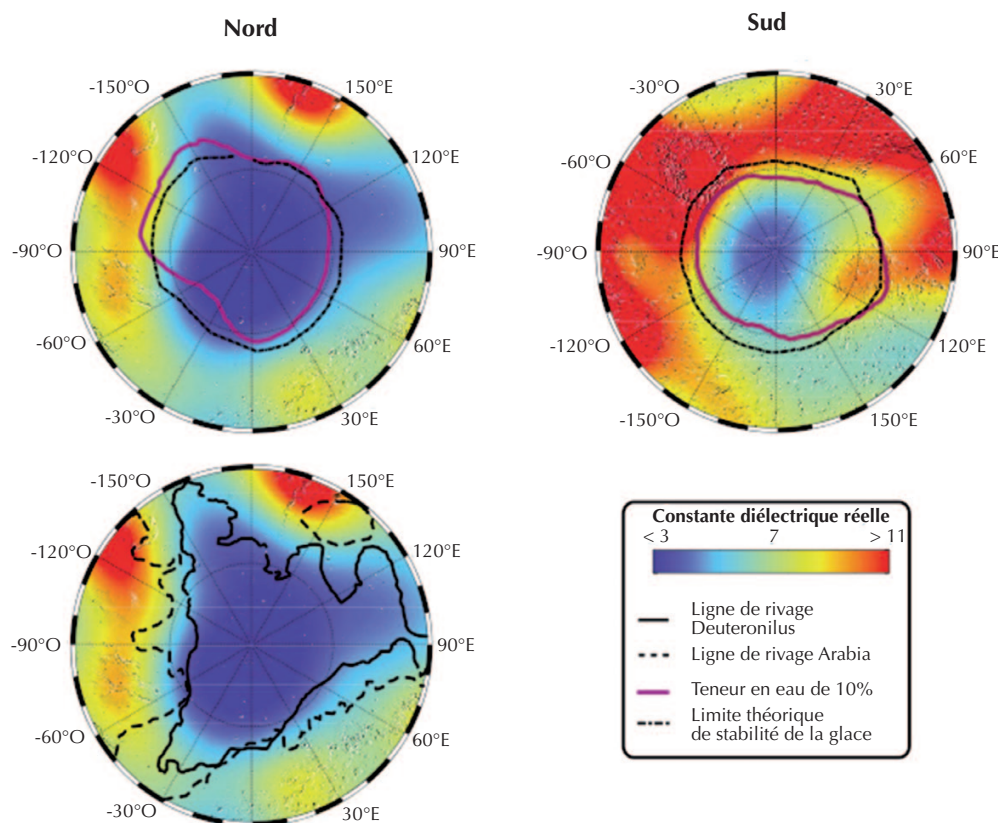 Nord
-150°O
150°E
-120°O
120°E
-90°O
90°E
-60°O
60°E
-30°O
30°E
Sud
-30°O
30°E
-60°O
60°E
-90°O
90°E
-120°O
120°E
-150°O
150°E
-150°O
150°E
-120°O
120°E
-90°O
90°E
-60°O
60°E
-30°O
30°E
Constante diélectrique réelle
< 3 7 > 11
Ligne de rivage
Deuteronilus
Ligne de rivage Arabia
Teneur en eau de 10%
Limite théorique
de stabilité de la glace